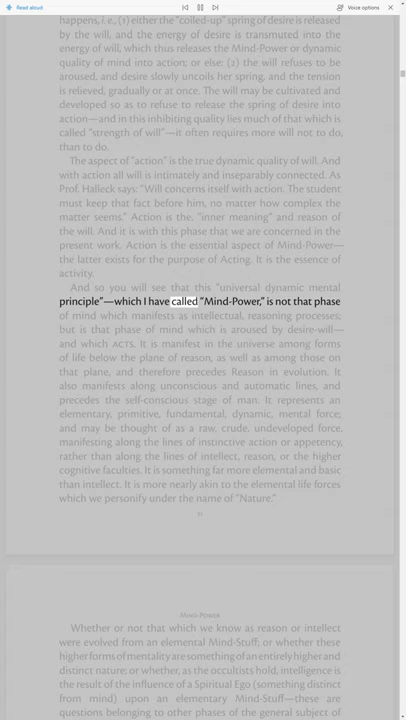 Read aloud
Voice options
happens, i.e., (1) either the "coiled-up" spring of desire is released
by the will, and the energy of desire is transmuted into the
energy of will, which thus releases the Mind-Power or dynamic
quality of mind into action; or else: (2) the will refuses to be
aroused, and desire slowly uncoils her spring, and the tension
is relieved, gradually or at once. The will may be cultivated and
developed so as to refuse to release the spring of desire into
action—and in this inhibiting quality lies much of that which is
called "strength of will"—it often requires more will not to do,
than to do.
The aspect of "action" is the true dynamic quality of will. And
with action all will is intimately and inseparably connected. As
Prof. Halleck says: "Will concerns itself with action. The student
must keep that fact before him, no matter how complex the
matter seems." Action is the. "inner meaning" and reason of
the will. And it is with this phase that we are concerned in the
present work. Action is the essential aspect of Mind-Power—
the latter exists for the purpose of Acting. It is the essence of
activity.
And so you will see that this "universal dynamic mental
principle"—which I have called "Mind-Power," is not that phase
of mind which manifests as intellectual, reasoning processes;
but is that phase of mind which is aroused by desire-will—
and which ACTS. It is manifest in the universe among forms
of life below the plane of reason, as well as among those on
that plane, and therefore precedes Reason in evolution. It
also manifests along unconscious and automatic lines, and
precedes the self-conscious stage of man. It represents an
elementary, primitive, fundamental, dynamic, mental force;
and may be thought of as a raw, crude, undeveloped force,
manifesting along the lines of instinctive action or appetency,
rather than along the lines of intellect, reason, or the higher
cognitive faculties. It is something far more elemental and basic
than intellect. It is more nearly akin to the elemental life forces
which we personify under the name of "Nature."
Mind-Power
Whether or not that which we know as reason or intellect
were evolved from an elemental Mind-Stuff; or whether these
higher forms of mentality are something of an entirely higher and
distinct nature; or whether, as the occultists hold, intelligence is
the result of the influence of a Spiritual Ego (something distinct
from mind) upon an elementary Mind-Stuff—these are
questions belonging to other phases of the general subject of